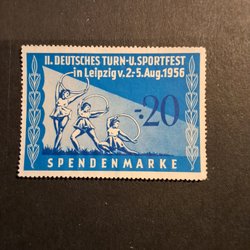 II. DEUTSCHES TURN-U. SPORTFEST
in Leipzig v. 2.-5. Aug. 1956
-.20
SPENDENMARKE